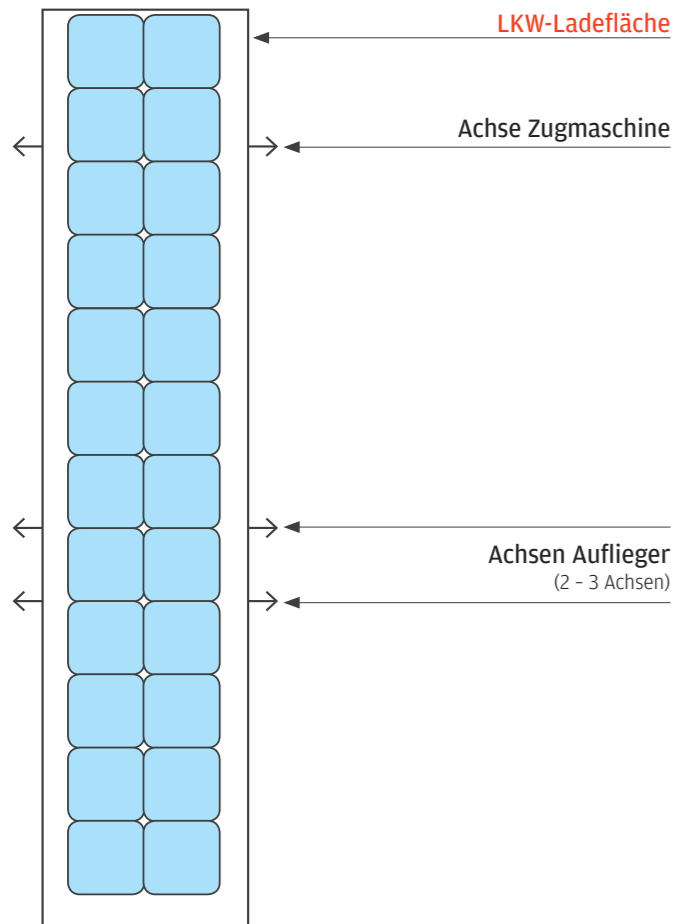 LKW-Ladefläche
Achse Zugmaschine
Achsen Auflieger
(2 – 3 Achsen)